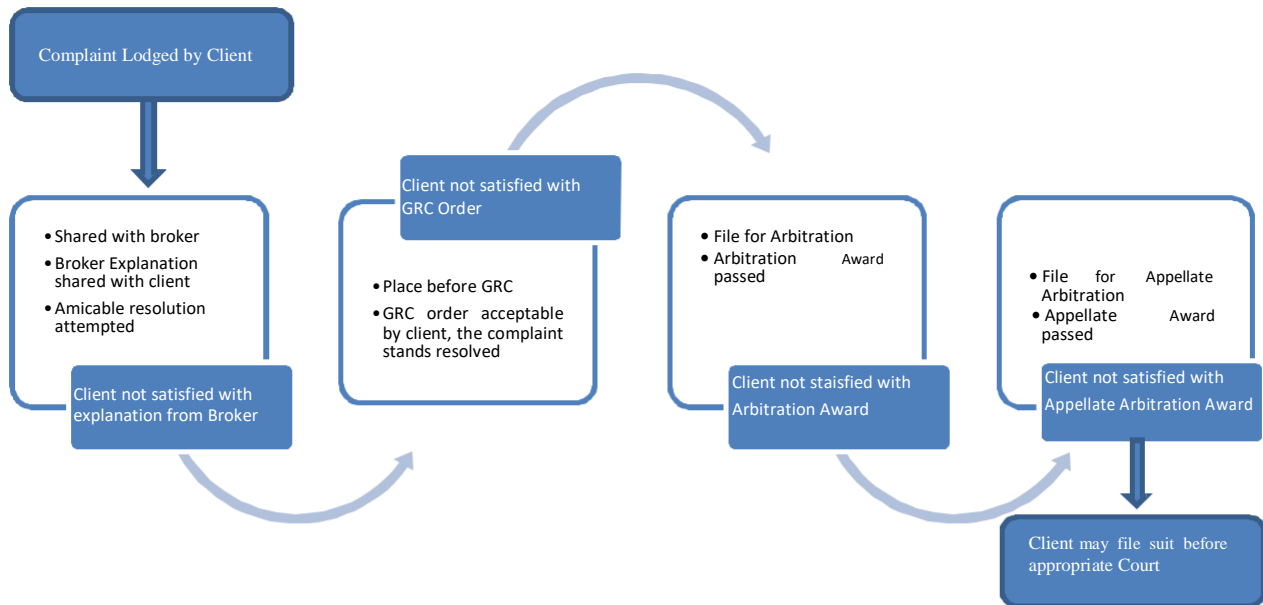 Complaint Lodged by Client
• Shared with broker
• Broker Explanation
shared with client
• Amicable resolution
attempted
Client not satisfied with
explanation from Broker
Client not satisfied with
GRC Order
• Place before GRC
• GRC order acceptable
by client, the complaint
stands resolved
• File for Arbitration
• Arbitration Award
passed
Client not staisfied with
Arbitration Award
• File for Appellate
Arbitration
• Appellate Award
passed
Client not satisfied with
Appellate Arbitration Award
Client may file suit before
appropriate Court